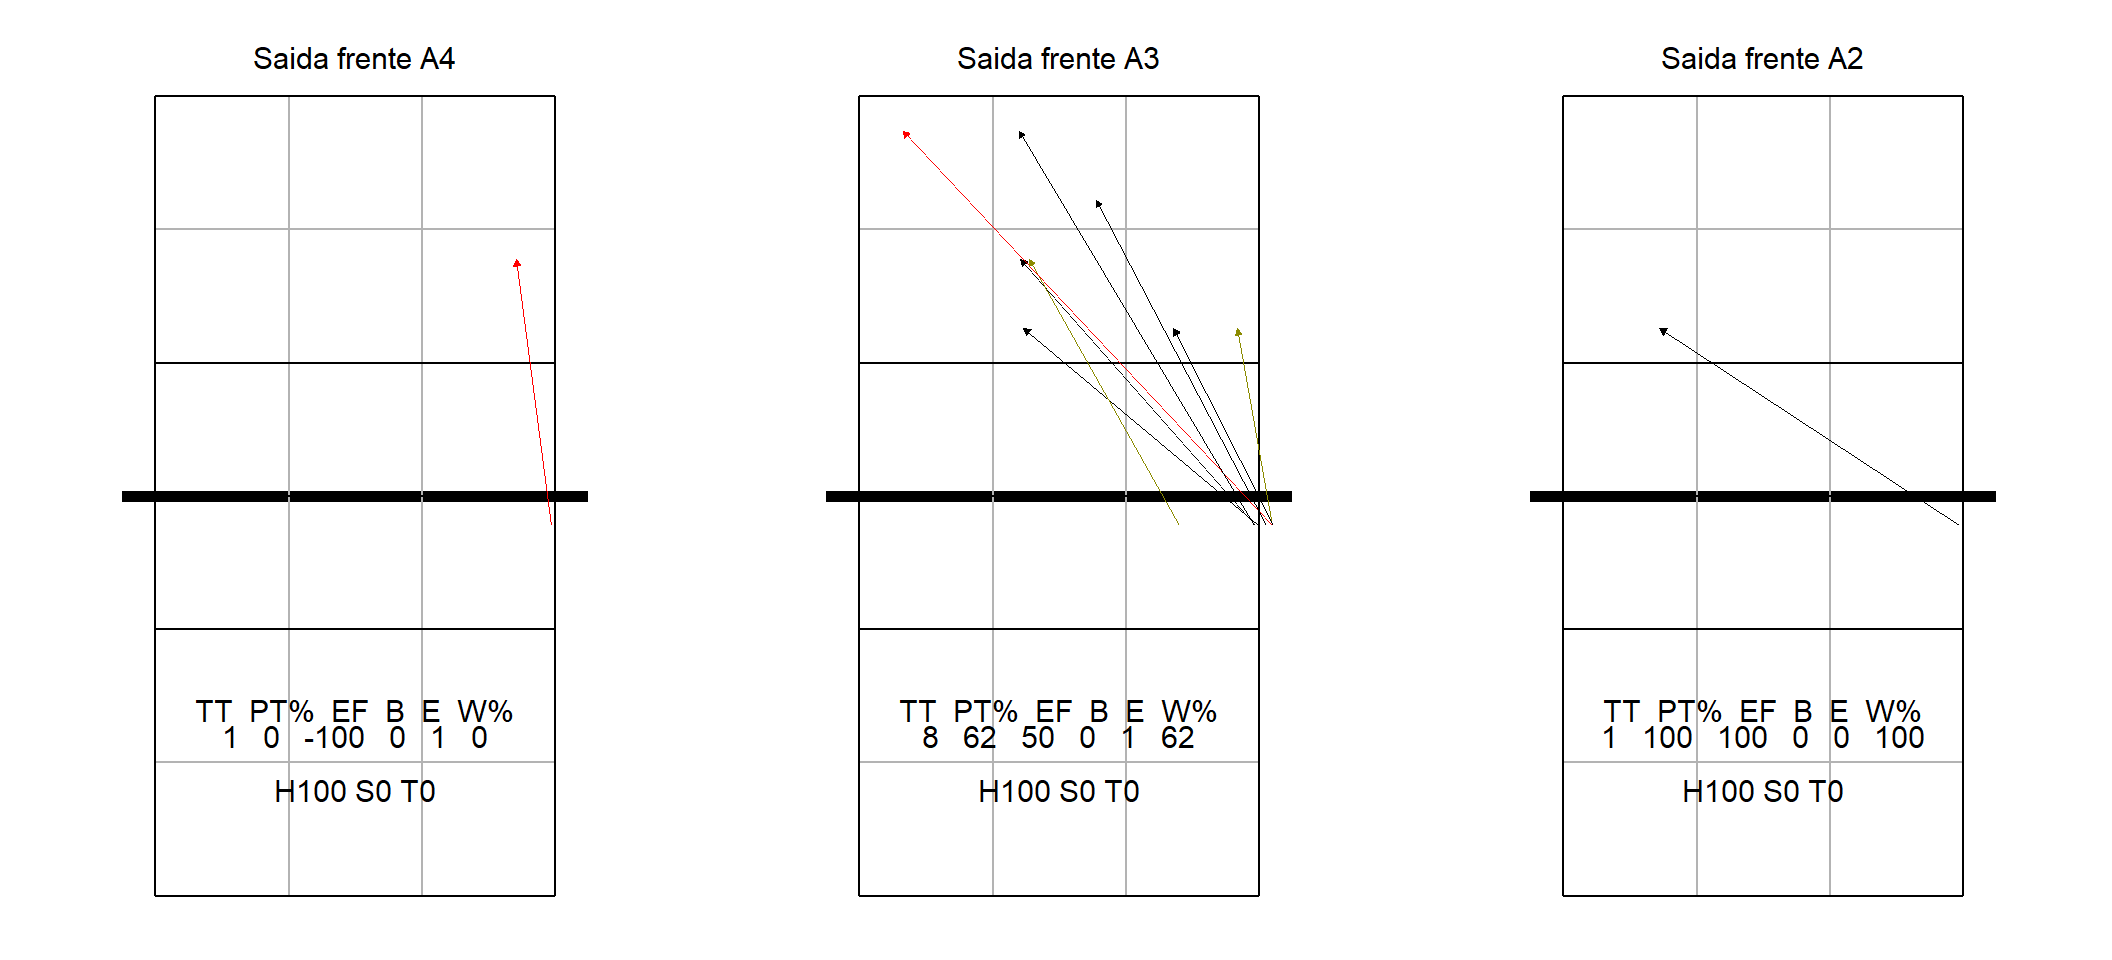 Saida frente A4
TT PT% EF B E W%
1 0 -100 0 1 0
H100 S0 T0
Saida frente A3
TT PT% EF B E W%
8 62 50 0 1 62
H100 S0 T0
Saida frente A2
TT PT% EF B E W%
1 100 100 0 0 100
H100 S0 T0